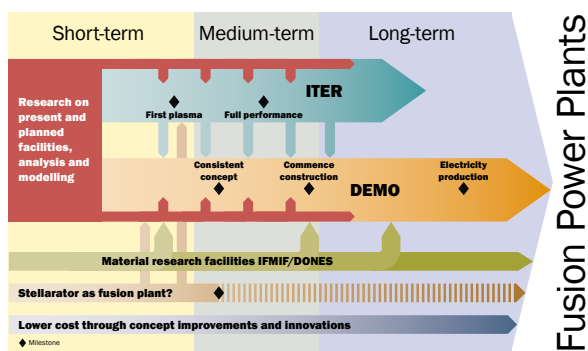 Short-term
Medium-term
Long-term
Research on
present and
planned
facilities,
analysis and
modelling
ITER
First plasma
Full performance
Consistent
concept
Commence
construction
Electricity
production
DEMO
Material research facilities IFMIF/DONES
Stellarator as fusion plant?
Lower cost through concept improvements and innovations
Milestone
Fusion Power Plants